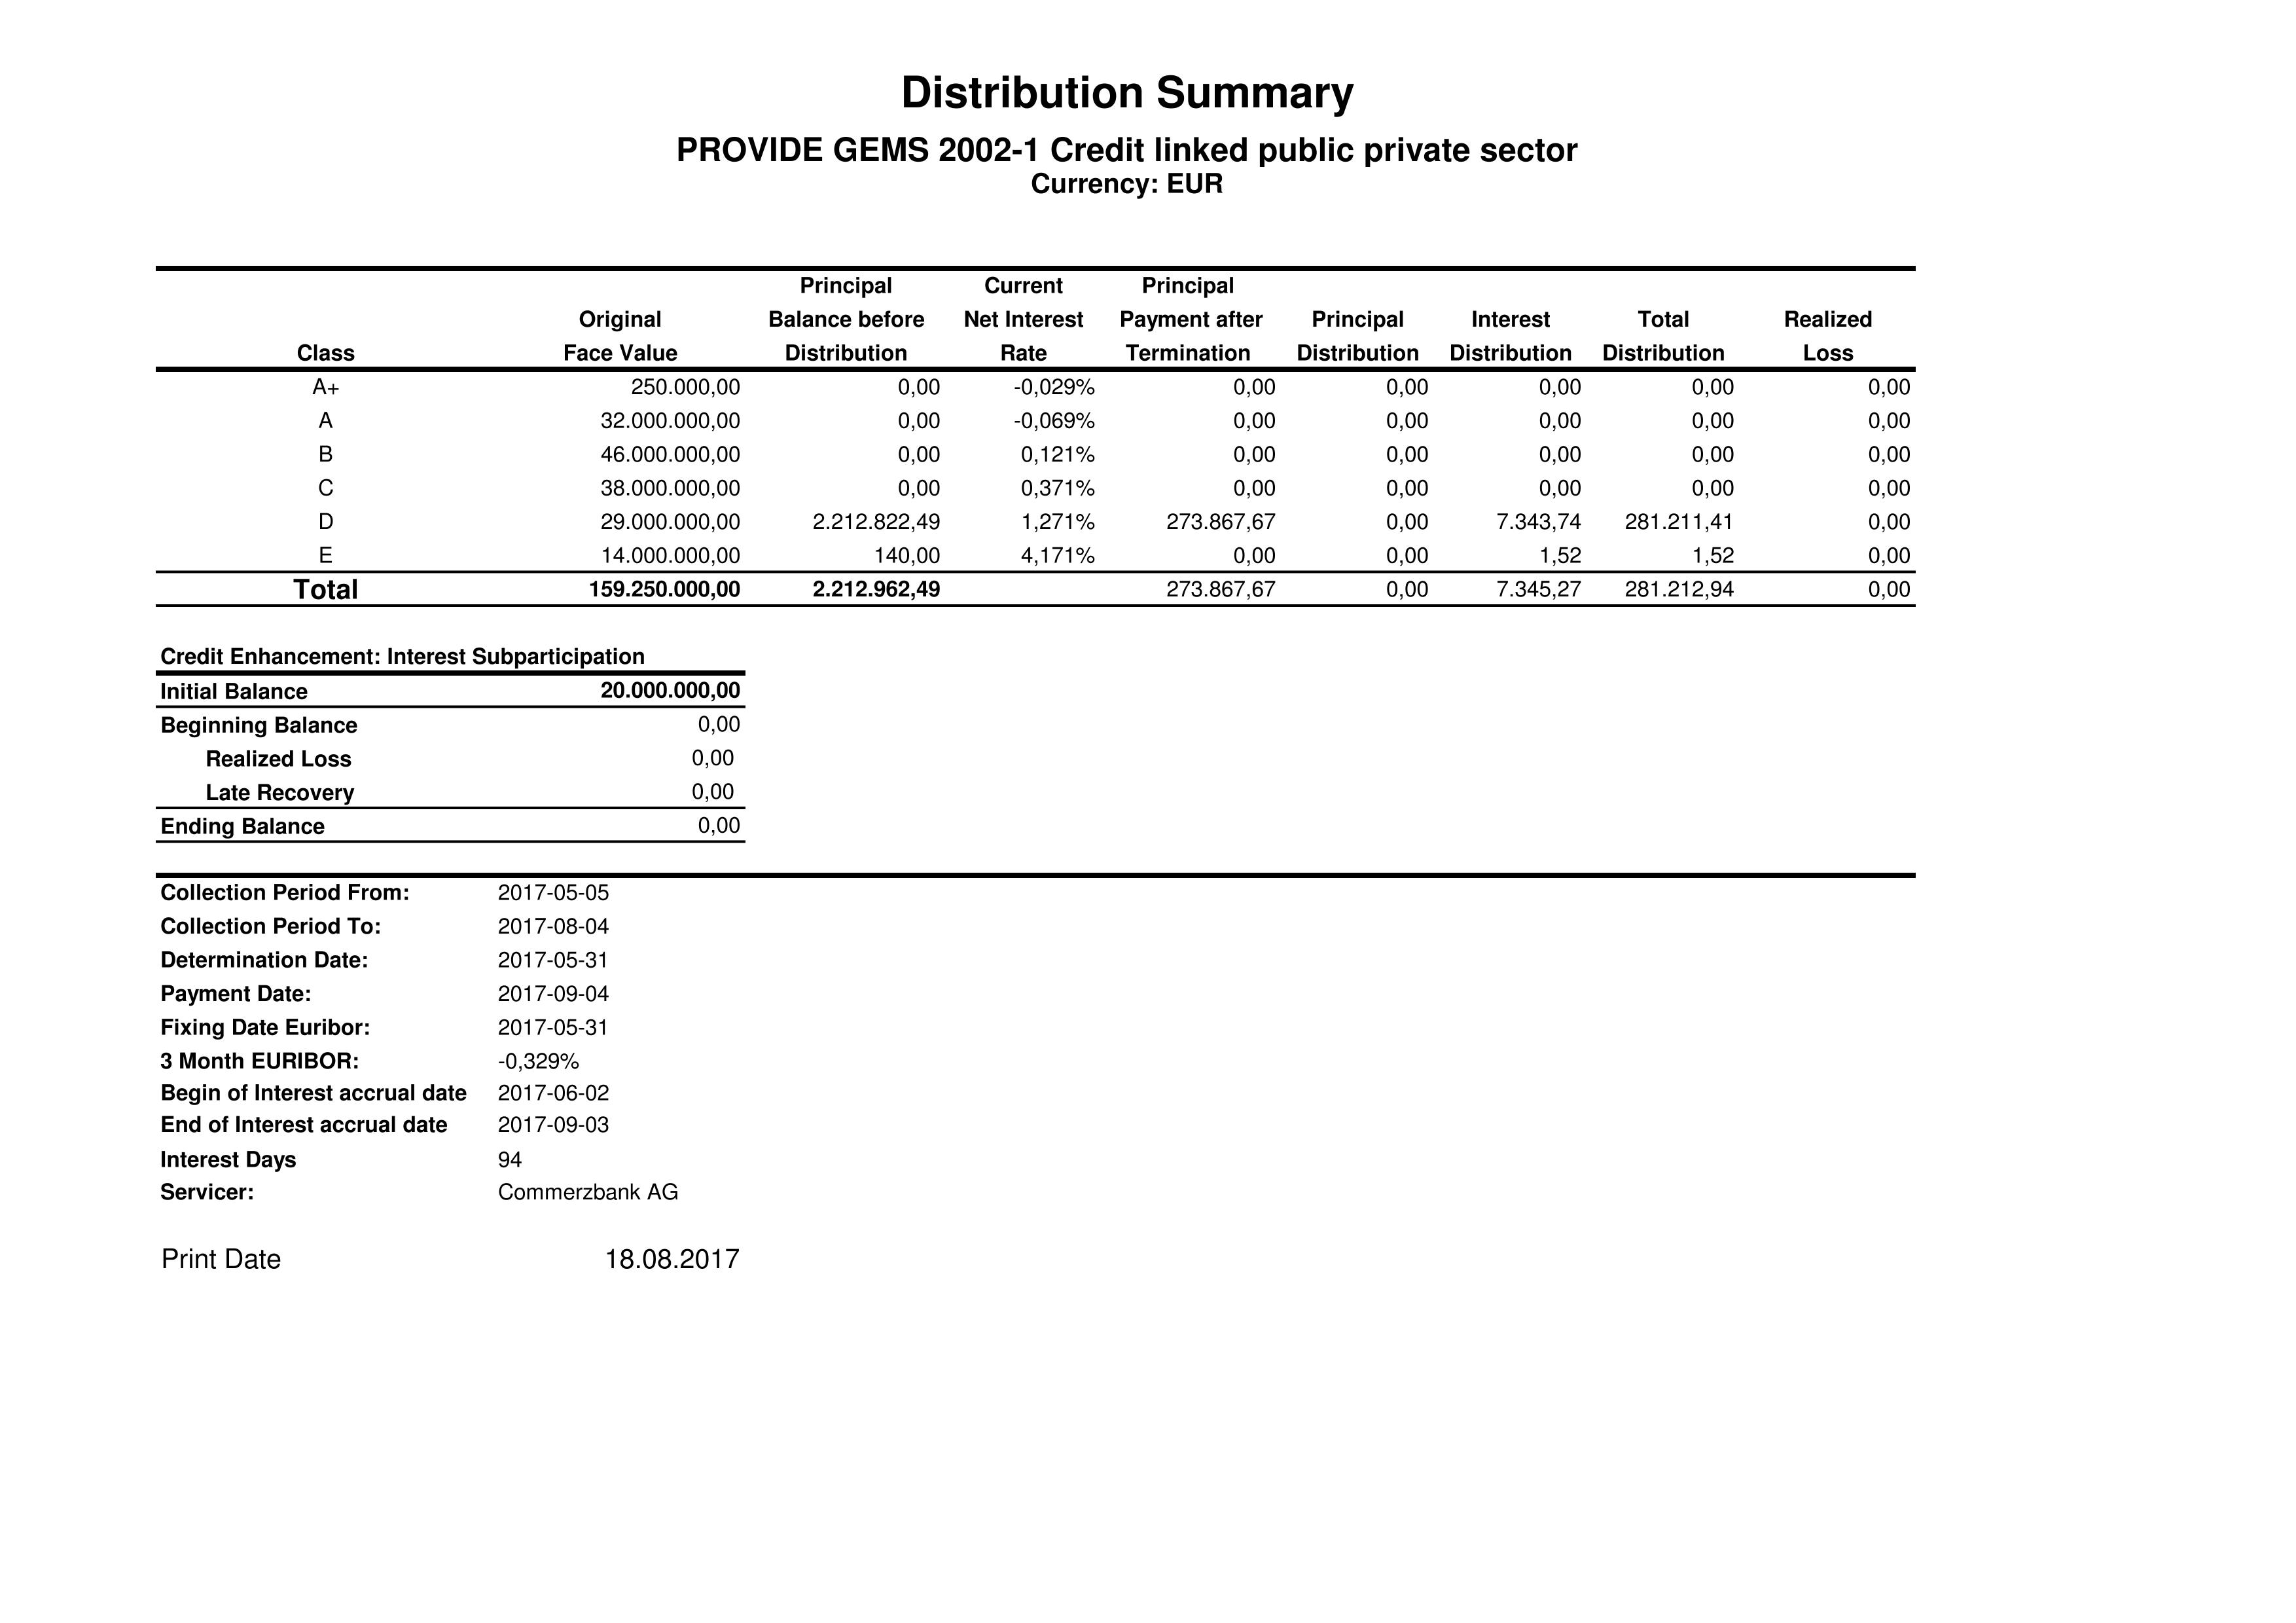 Distribution Summary
PROVIDE GEMS 2002-1 Credit linked public private sector
Currency: EUR
Principal Current Principal
Original Balance before Net Interest Payment after Principal Interest Total Realized
Class Face Value Distribution Rate Termination Distribution Distribution Distribution Loss
A+ 250.000,00 0,00 -0,029% 0,00 0,00 0,00 0,00 0,00
A 32.000.000,00 0,00 -0,069% 0,00 0,00 0,00 0,00 0,00
B 46.000.000,00 0,00 0,121% 0,00 0,00 0,00 0,00 0,00
C 38.000.000,00 0,00 0,371% 0,00 0,00 0,00 0,00 0,00
D 29.000.000,00 2.212.822,49 1,271% 273.867,67 0,00 7.343,74 281.211,41 0,00
E 14.000.000,00 140,00 4,171% 0,00 0,00 1,52 1,52 0,00
Total 159.250.000,00 2.212.962,49 273.867,67 0,00 7.345,27 281.212,94 0,00
Credit Enhancement: Interest Subparticipation
Initial Balance 20.000.000,00
Beginning Balance 0,00
Realized Loss 0,00
Late Recovery 0,00
Ending Balance 0,00
Collection Period From: 2017-05-05
Collection Period To: 2017-08-04
Determination Date: 2017-05-31
Payment Date: 2017-09-04
Fixing Date Euribor: 2017-05-31
3 Month EURIBOR: -0,329%
Begin of Interest accrual date 2017-06-02
End of Interest accrual date 2017-09-03
Interest Days 94
Servicer: Commerzbank AG
Print Date 18.08.2017